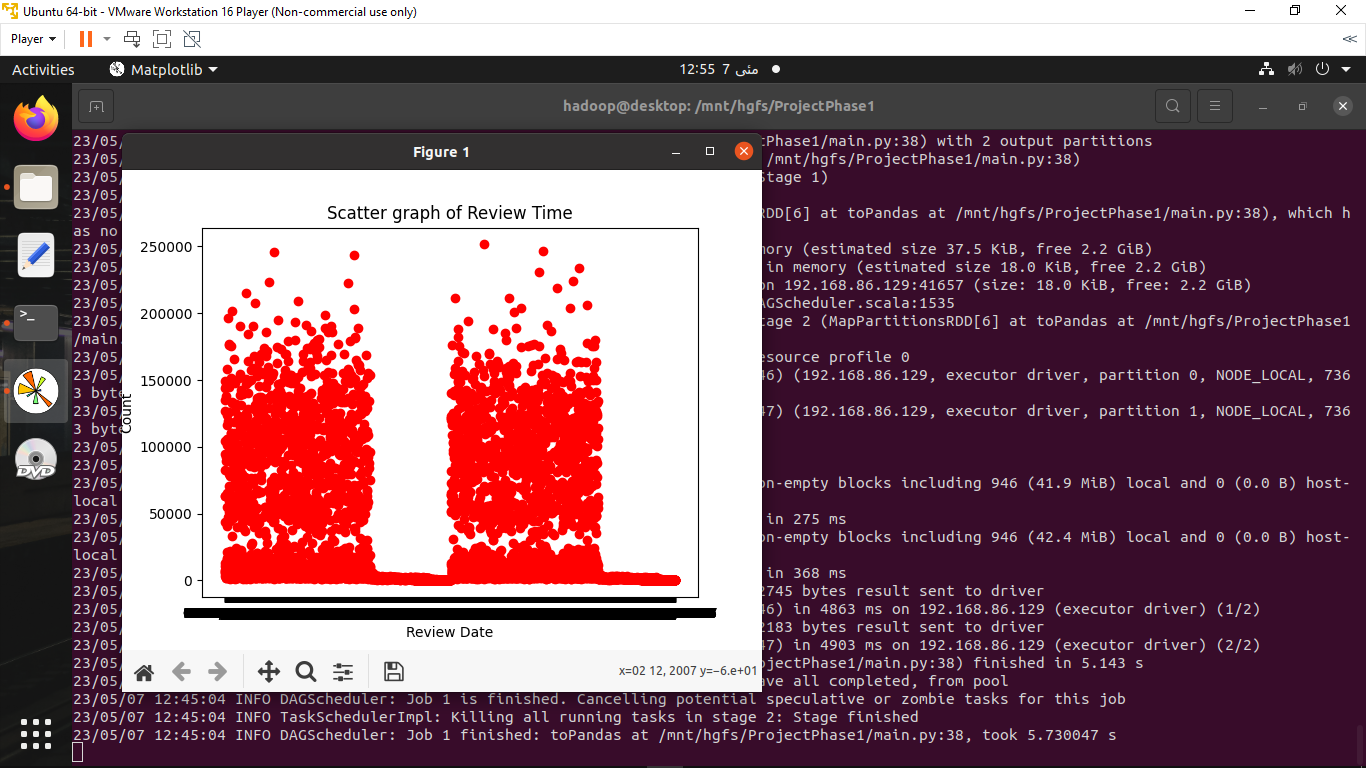 Ubuntu 64-bit - VMware Workstation 16 Player (Non-commercial use only)
Player
Activities
Matplotlib
12:55 7 مئی
hadoop@desktop: /mnt/hgfs/ProjectPhase1
23/05/
Phase1/main.py:38) with 2 output partitions
23/05/
/mnt/hgfs/ProjectPhase1/main.py:38)
23/05/
Stage 1)
23/05/
23/05/
RDD[6] at toPandas at /mnt/hgfs/ProjectPhase1/main.py:38), which h
as no
23/05/
mory (estimated size 37.5 KiB, free 2.2 GiB)
23/05/
in memory (estimated size 18.0 KiB, free 2.2 GiB)
23/05/
on 192.168.86.129:41657 (size: 18.0 KiB, free: 2.2 GiB)
23/05/
AGScheduler.scala:1535
23/05/
tage 2 (MapPartitionsRDD[6] at toPandas at /mnt/hgfs/ProjectPhase1
/main.
23/05/
esource profile 0
23/05/
46) (192.168.86.129, executor driver, partition 0, NODE_LOCAL, 736
3 byte
23/05/
47) (192.168.86.129, executor driver, partition 1, NODE_LOCAL, 736
3 byte
23/05/
23/05/
23/05/
on-empty blocks including 946 (41.9 MiB) local and 0 (0.0 B) host-
local
23/05/
in 275 ms
23/05/
on-empty blocks including 946 (42.4 MiB) local and 0 (0.0 B) host-
local
23/05/
in 368 ms
23/05/
2745 bytes result sent to driver
23/05/
46) in 4863 ms on 192.168.86.129 (executor driver) (1/2)
23/05/
2183 bytes result sent to driver
23/05/
47) in 4903 ms on 192.168.86.129 (executor driver) (2/2)
23/05/
ojectPhase1/main.py:38) finished in 5.143 s
23/05/
ave all completed, from pool
23/05/07 12:45:04 INFO DAGScheduler: Job 1 is finished. Cancelling potential speculative or zombie tasks for this job
23/05/07 12:45:04 INFO TaskSchedulerImpl: Killing all running tasks in stage 2: Stage finished
23/05/07 12:45:04 INFO DAGScheduler: Job 1 finished: toPandas at /mnt/hgfs/ProjectPhase1/main.py:38, took 5.730047 s
Figure 1
Scatter graph of Review Time
250000
200000
150000
100000
50000
0
Count
Review Date
x=02 12, 2007 y=−6.e+01
DVD